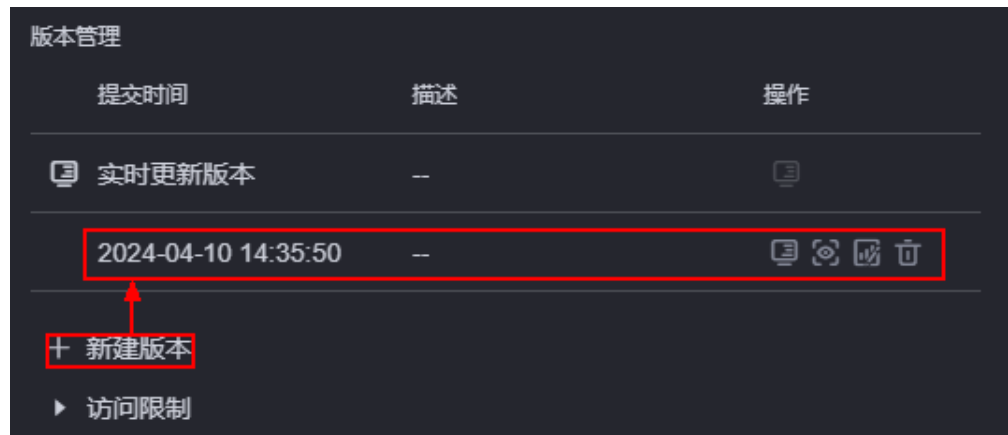 版本管理
提交时间 描述 操作
实时更新版本 --
2024-04-10 14:35:50 --
+ 新建版本
访问限制